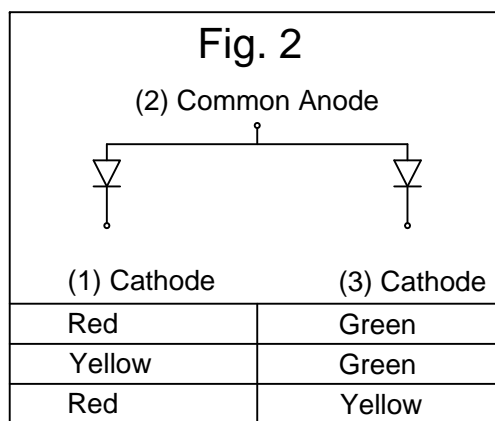 Fig. 2
(2) Common Anode
(1) Cathode (3) Cathode
Red Green
Yellow Green
Red Yellow